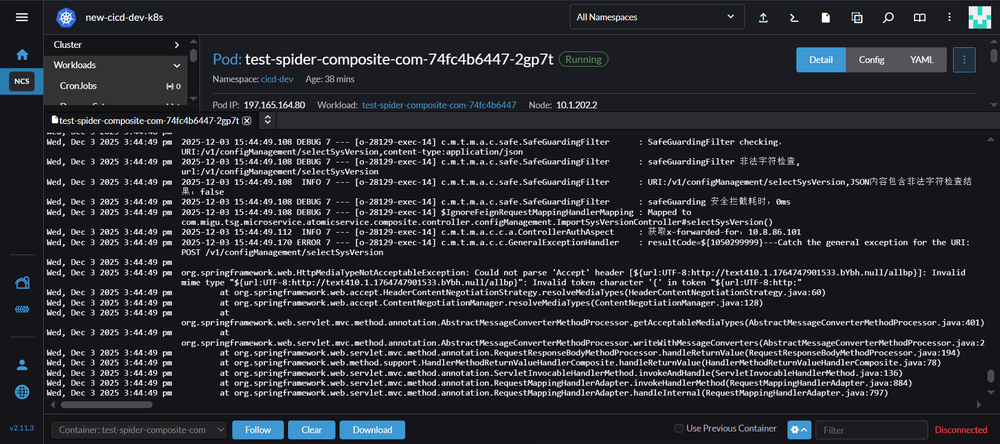 new-cicd-dev-k8s
All Namespaces
Cluster
Workloads
NCS
CronJobs
0
Pod: test-spider-composite-com-74fc4b6447-2gp7t
Running
Detail
Config
YAML
Namespace: cicd-dev Age: 38 mins
Pod IP: 197.165.164.80 Workload: test-spider-composite-com-74fc4b6447 Node: 10.1.202.2
test-spider-composite-com-74fc4b6447-2gp7t
Wed, Dec 3 2025 3:44:48 pm
Wed, Dec 3 2025 3:44:49 pm 2025-12-03 15:44:49.108 DEBUG 7 --- [o-28129-exec-14] c.m.t.m.a.c.safe.SafeGuardingFilter : SafeGuardingFilter checking，
URI:/v1/configManagement/selectSysVersion,content-type:application/json
Wed, Dec 3 2025 3:44:49 pm 2025-12-03 15:44:49.108 DEBUG 7 --- [o-28129-exec-14] c.m.t.m.a.c.safe.SafeGuardingFilter : safeGuardingFilter 非法字符检查，
url:/v1/configManagement/selectSysVersion
Wed, Dec 3 2025 3:44:49 pm 2025-12-03 15:44:49.108 INFO 7 --- [o-28129-exec-14] c.m.t.m.a.c.safe.SafeGuardingFilter : URI:/v1/configManagement/selectSysVersion,JSON内容包含非法字符检查结
果：false
Wed, Dec 3 2025 3:44:49 pm 2025-12-03 15:44:49.108 DEBUG 7 --- [o-28129-exec-14] c.m.t.m.a.c.safe.SafeGuardingFilter : safeGuarding 安全拦截耗时：0ms
Wed, Dec 3 2025 3:44:49 pm 2025-12-03 15:44:49.108 DEBUG 7 --- [o-28129-exec-14] $IgnoreFeignRequestMappingHandlerMapping : Mapped to
com.migu.tsg.microservice.atomicservice.composite.controller.configManagement.ImportSysVersionController#selectSysVersion()
Wed, Dec 3 2025 3:44:49 pm 2025-12-03 15:44:49.112 INFO 7 --- [o-28129-exec-14] c.m.t.m.a.c.c.a.ControllerAuthAspect : 获取x-forwarded-for：10.8.86.101
Wed, Dec 3 2025 3:44:49 pm 2025-12-03 15:44:49.170 ERROR 7 --- [o-28129-exec-14] c.m.t.m.a.c.c.GeneralExceptionHandler : resultCode=${1050299999}---Catch the general exception for the URI:
POST /v1/configManagement/selectSysVersion
Wed, Dec 3 2025 3:44:49 pm
Wed, Dec 3 2025 3:44:49 pm org.springframework.web.HttpMediaTypeNotAcceptableException: Could not parse 'Accept' header [${url:UTF-8:http://text410.1.1764747901533.bYbh.null/allbp}]: Invalid
mime type "${url:UTF-8:http://text410.1.1764747901533.bYbh.null/allbp}": Invalid token character '{' in token "${url:UTF-8:http:"
Wed, Dec 3 2025 3:44:49 pm at org.springframework.web.accept.HeaderContentNegotiationStrategy.resolveMediaTypes(HeaderContentNegotiationStrategy.java:60)
Wed, Dec 3 2025 3:44:49 pm at org.springframework.web.accept.ContentNegotiationManager.resolveMediaTypes(ContentNegotiationManager.java:128)
Wed, Dec 3 2025 3:44:49 pm at
org.springframework.web.servlet.mvc.method.annotation.AbstractMessageConverterMethodProcessor.getAcceptableMediaTypes(AbstractMessageConverterMethodProcessor.java:401)
Wed, Dec 3 2025 3:44:49 pm at
org.springframework.web.servlet.mvc.method.annotation.AbstractMessageConverterMethodProcessor.writeWithMessageConverters(AbstractMessageConverterMethodProcessor.java:2
Wed, Dec 3 2025 3:44:49 pm at org.springframework.web.servlet.mvc.method.annotation.RequestResponseBodyMethodProcessor.handleReturnValue(RequestResponseBodyMethodProcessor.java:194)
Wed, Dec 3 2025 3:44:49 pm at org.springframework.web.method.support.HandlerMethodReturnValueHandlerComposite.handleReturnValue(HandlerMethodReturnValueHandlerComposite.java:78)
Wed, Dec 3 2025 3:44:49 pm at org.springframework.web.servlet.mvc.method.annotation.ServletInvocableHandlerMethod.invokeAndHandle(ServletInvocableHandlerMethod.java:136)
Wed, Dec 3 2025 3:44:49 pm at org.springframework.web.servlet.mvc.method.annotation.RequestMappingHandlerAdapter.invokeHandlerMethod(RequestMappingHandlerAdapter.java:884)
Wed, Dec 3 2025 3:44:49 pm at org.springframework.web.servlet.mvc.method.annotation.RequestMappingHandlerAdapter.handleInternal(RequestMappingHandlerAdapter.java:797)
v2.11.3
Container: test-spider-composite-com
Follow
Clear
Download
Use Previous Container
Filter
Disconnected